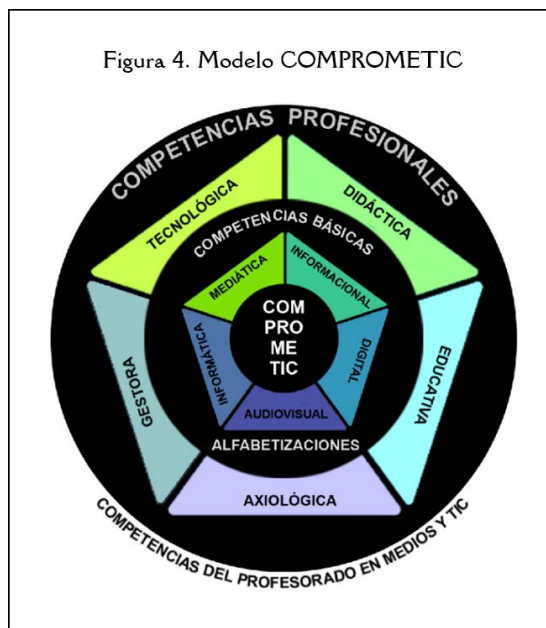 Figura 4. Modelo COMPROMETIC
COMPETENCIAS PROFESIONALES
TECNOLÓGICA
DIDÁCTICA
COMPETENCIAS BÁSICAS
MEDIÁTICA
INFORMACIONAL
COM
PRO
ME
TIC
GESTORA
INFORMÁTICA
DIGITAL
EDUCATIVA
AUDIOVISUAL
ALFABETIZACIONES
AXIOLÓGICA
COMPETENCIAS DEL PROFESORADO EN MEDIOS Y TIC